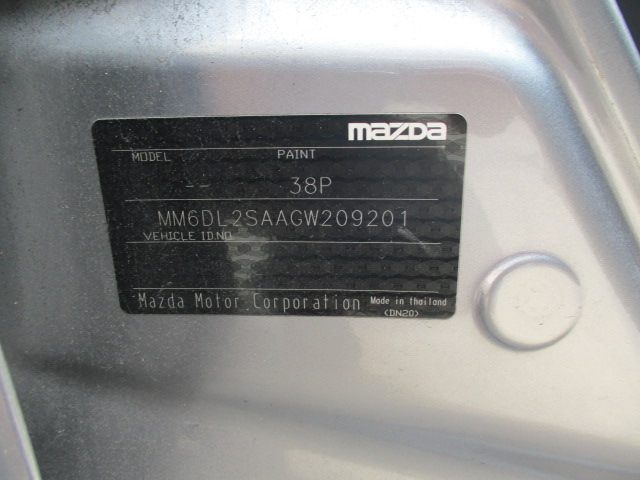 mazda
MODEL PAINT
-- 38P
MM6DL2SAAGW209201
VEHICLE ID.NO.
Mazda Motor Corporation Made in thailand
(DN20)